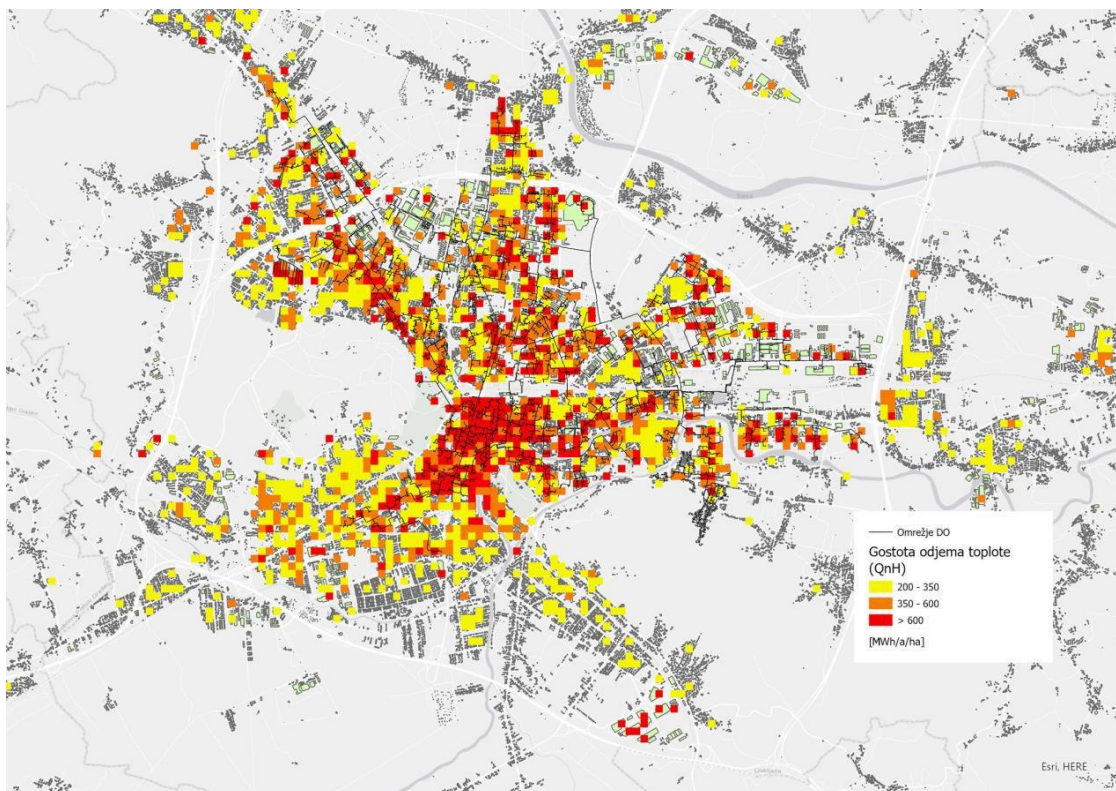 Omrežje DO
Gostota odjema toplote
(QnH)
200 - 350
350 - 600
> 600
[MWh/a/ha]
Esri, HERE